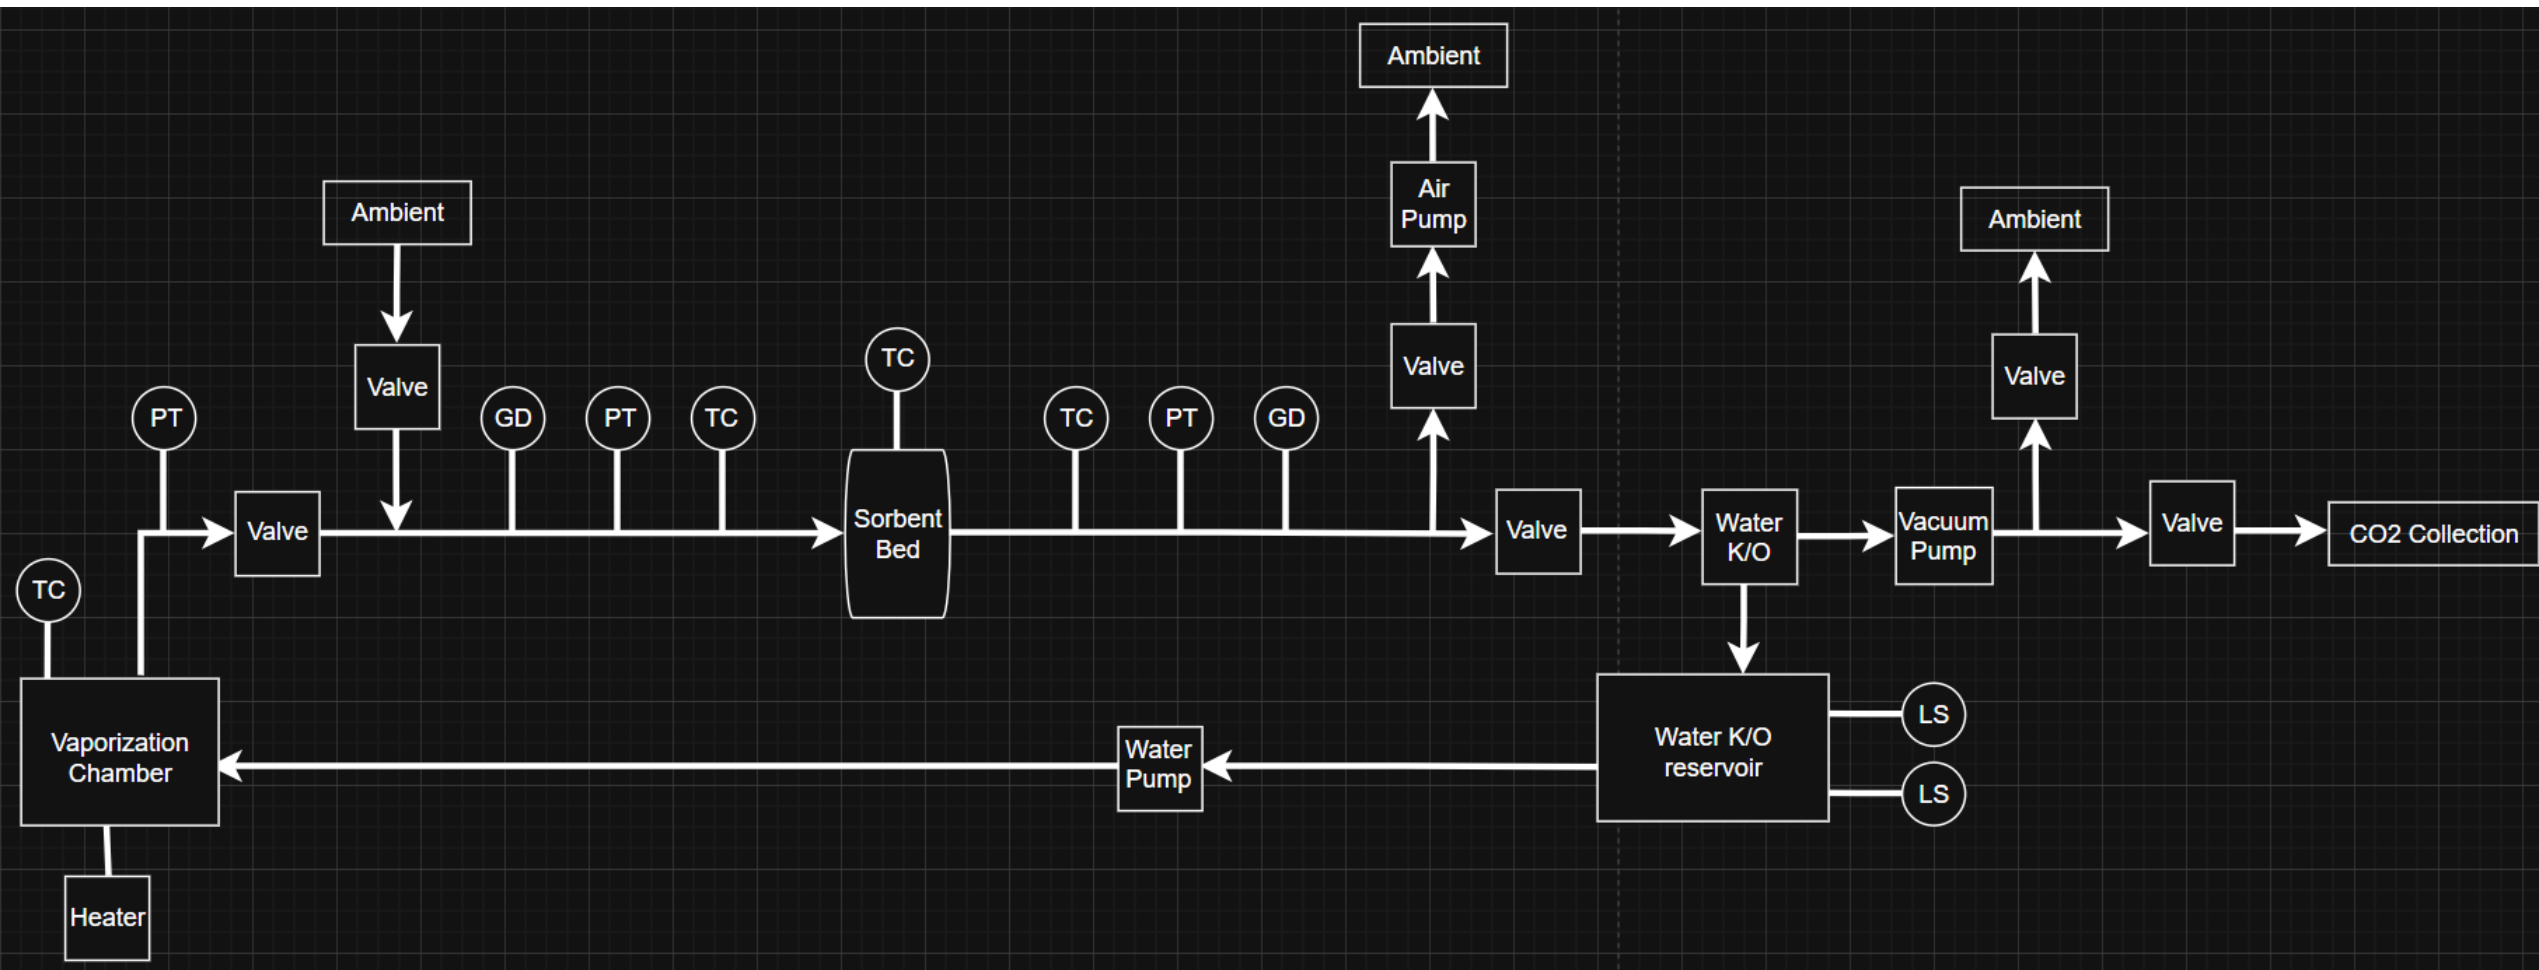 Ambient
Air
Pump
Ambient
Ambient
TC
Valve
Valve
Valve
PT
GD
PT
TC
TC
PT
GD
Valve
Sorbent
Bed
Valve
Water
K/O
Vacuum
Pump
Valve
CO2 Collection
TC
Vaporization
Chamber
Water
Pump
Water K/O
reservoir
LS
LS
Heater